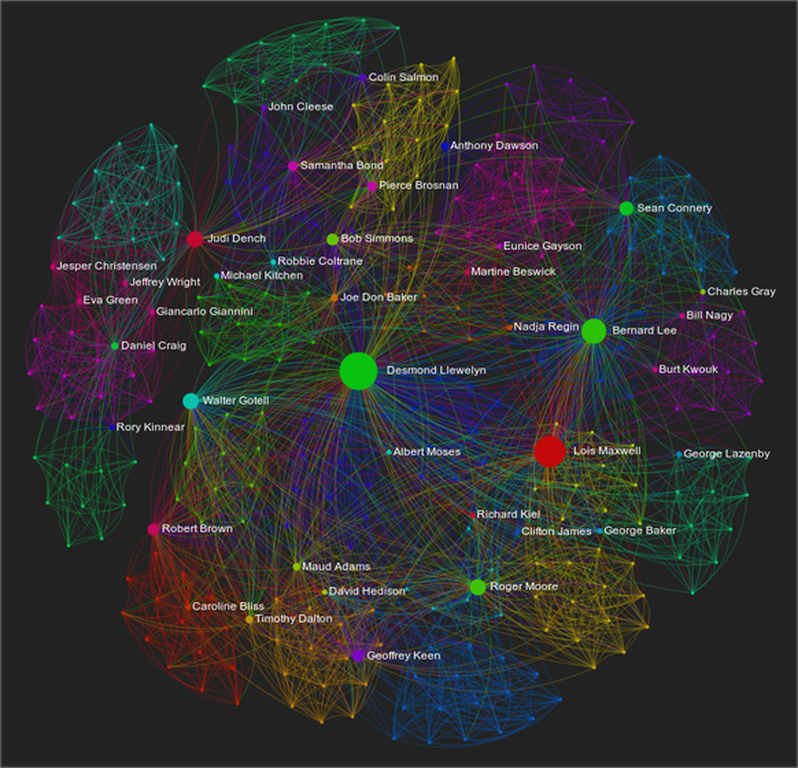 Colin Salmon
John Cleese
Anthony Dawson
Samantha Bond
Pierce Brosnan
Sean Connery
Judi Dench
Bob Simmons
Eunice Gayson
Robbie Coltrane
Jesper Christensen
Martine Beswick
Michael Kitchen
Jeffrey Wright
Charles Gray
Joe Don Baker
Eva Green
Giancarlo Giannini
Bill Nagy
Nadja Regin
Bernard Lee
Daniel Craig
Burt Kwouk
Desmond Llewelyn
Walter Gotell
Rory Kinnear
Albert Moses
Lois Maxwell
George Lazenby
Richard Kiel
Robert Brown
Clifton James
George Baker
Maud Adams
Roger Moore
David Hedison
Caroline Bliss
Timothy Dalton
Geoffrey Keen